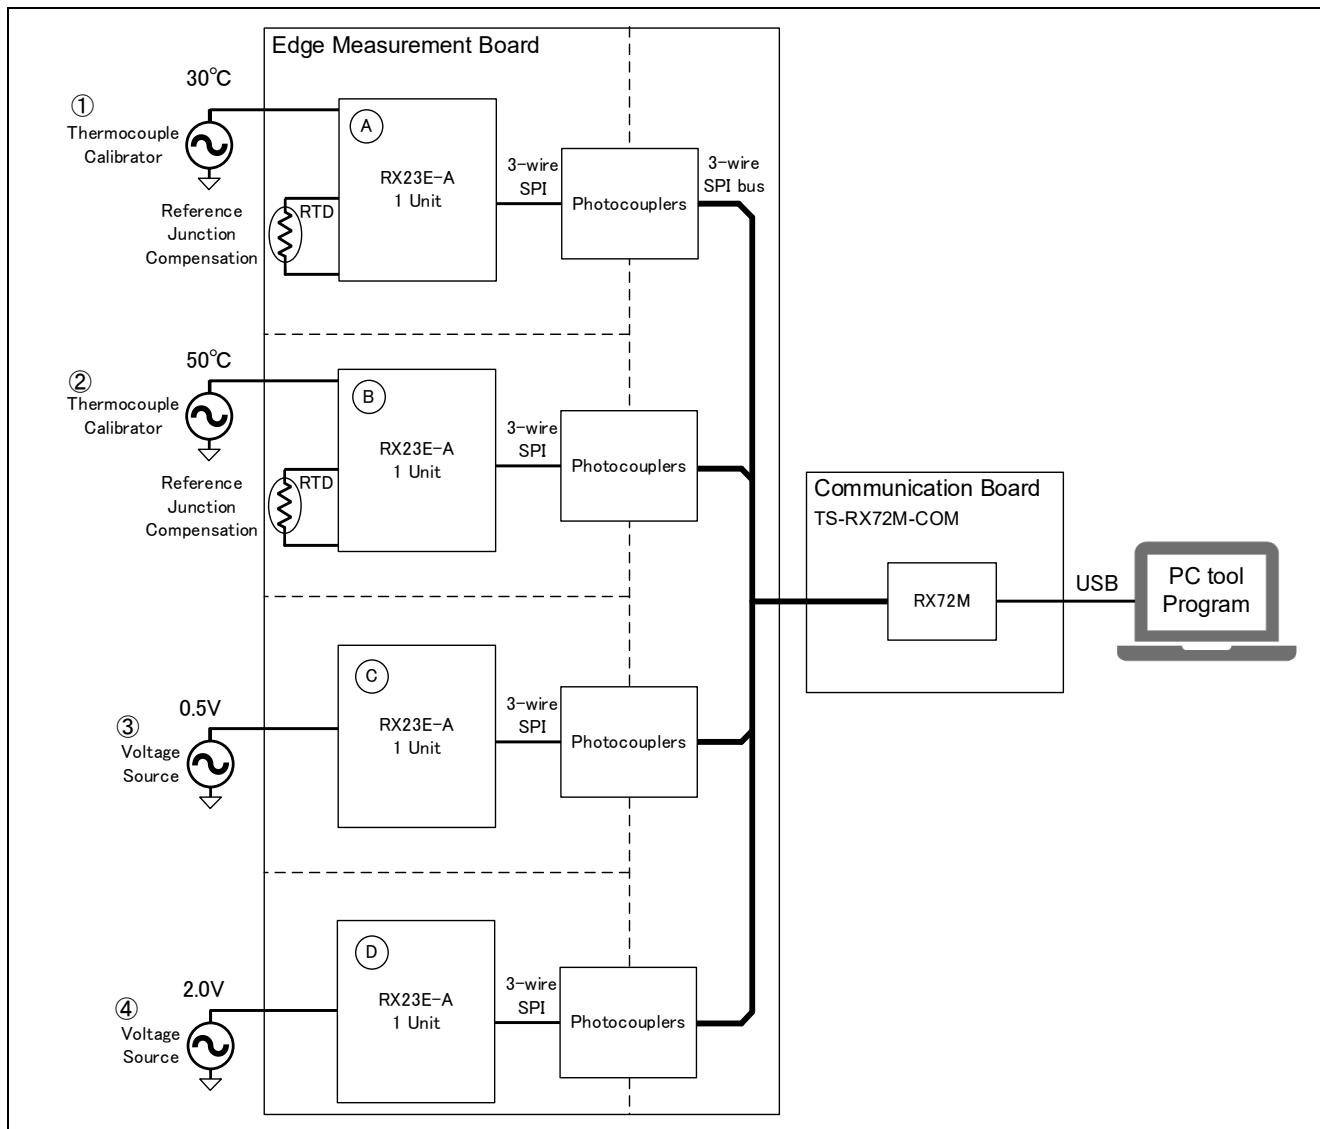 Edge Measurement Board
30℃
①
Thermocouple
Calibrator
A
RX23E-A
1 Unit
RTD
Reference
Junction
Compensation
3-wire
SPI
Photocouplers
3-wire
SPI bus
50℃
②
Thermocouple
Calibrator
B
RX23E-A
1 Unit
RTD
Reference
Junction
Compensation
3-wire
SPI
Photocouplers
Communication Board
TS-RX72M-COM
RX72M
USB
PC tool
Program
0.5V
③
Voltage
Source
C
RX23E-A
1 Unit
3-wire
SPI
Photocouplers
2.0V
④
Voltage
Source
D
RX23E-A
1 Unit
3-wire
SPI
Photocouplers